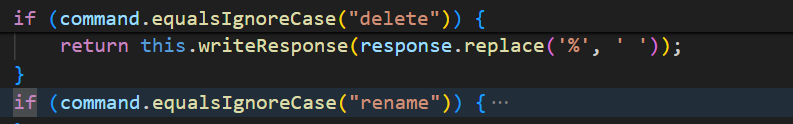 if (command.equalsIgnoreCase("delete")) {
return this.writeResponse(response.replace('%', ' '));
}
if (command.equalsIgnoreCase("rename")) {⋯